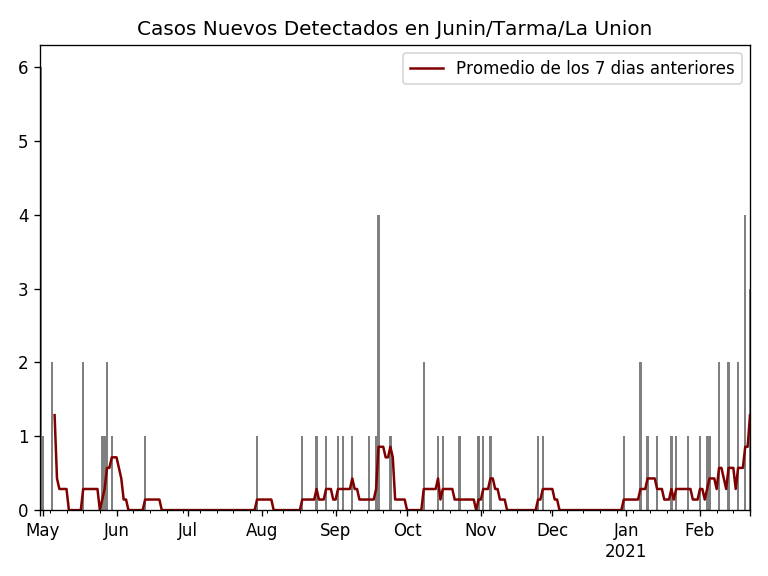 Casos Nuevos Detectados en Junin/Tarma/La Union
Promedio de los 7 dias anteriores
6
5
4
3
2
1
0
May Jun Jul Aug Sep Oct Nov Dec Jan Feb
2021